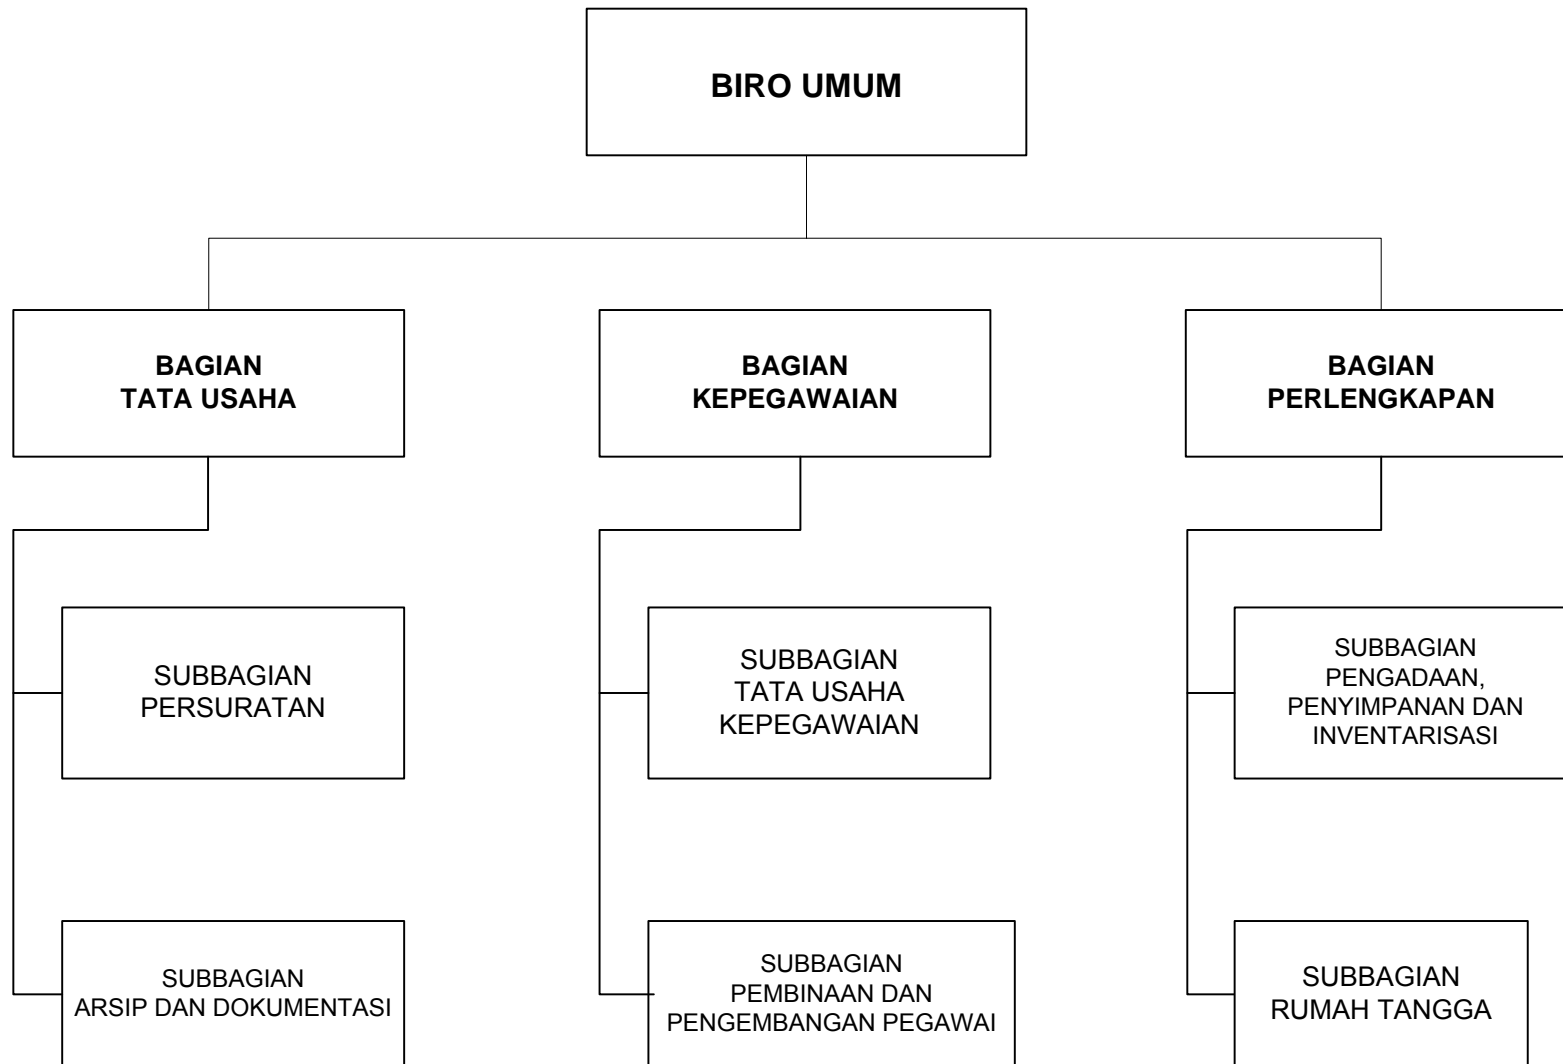 BIRO UMUM
BAGIAN
TATA USAHA
BAGIAN
KEPEGAWAIAN
BAGIAN
PERLENGKAPAN
SUBBAGIAN
PERSURATAN
SUBBAGIAN
TATA USAHA
KEPEGAWAIAN
SUBBAGIAN
PENGADAAN,
PENYIMPANAN DAN
INVENTARISASI
SUBBAGIAN
ARSIP DAN DOKUMENTASI
SUBBAGIAN
PEMBINAAN DAN
PENGEMBANGAN PEGAWAI
SUBBAGIAN
RUMAH TANGGA